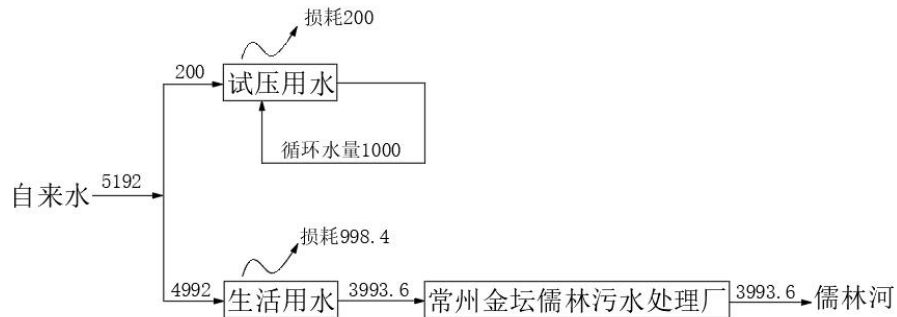 损耗200
200
试压用水
循环水量1000
自来水
5192
损耗998.4
4992
生活用水
3993.6
常州金坛儒林污水处理厂
3993.6
儒林河